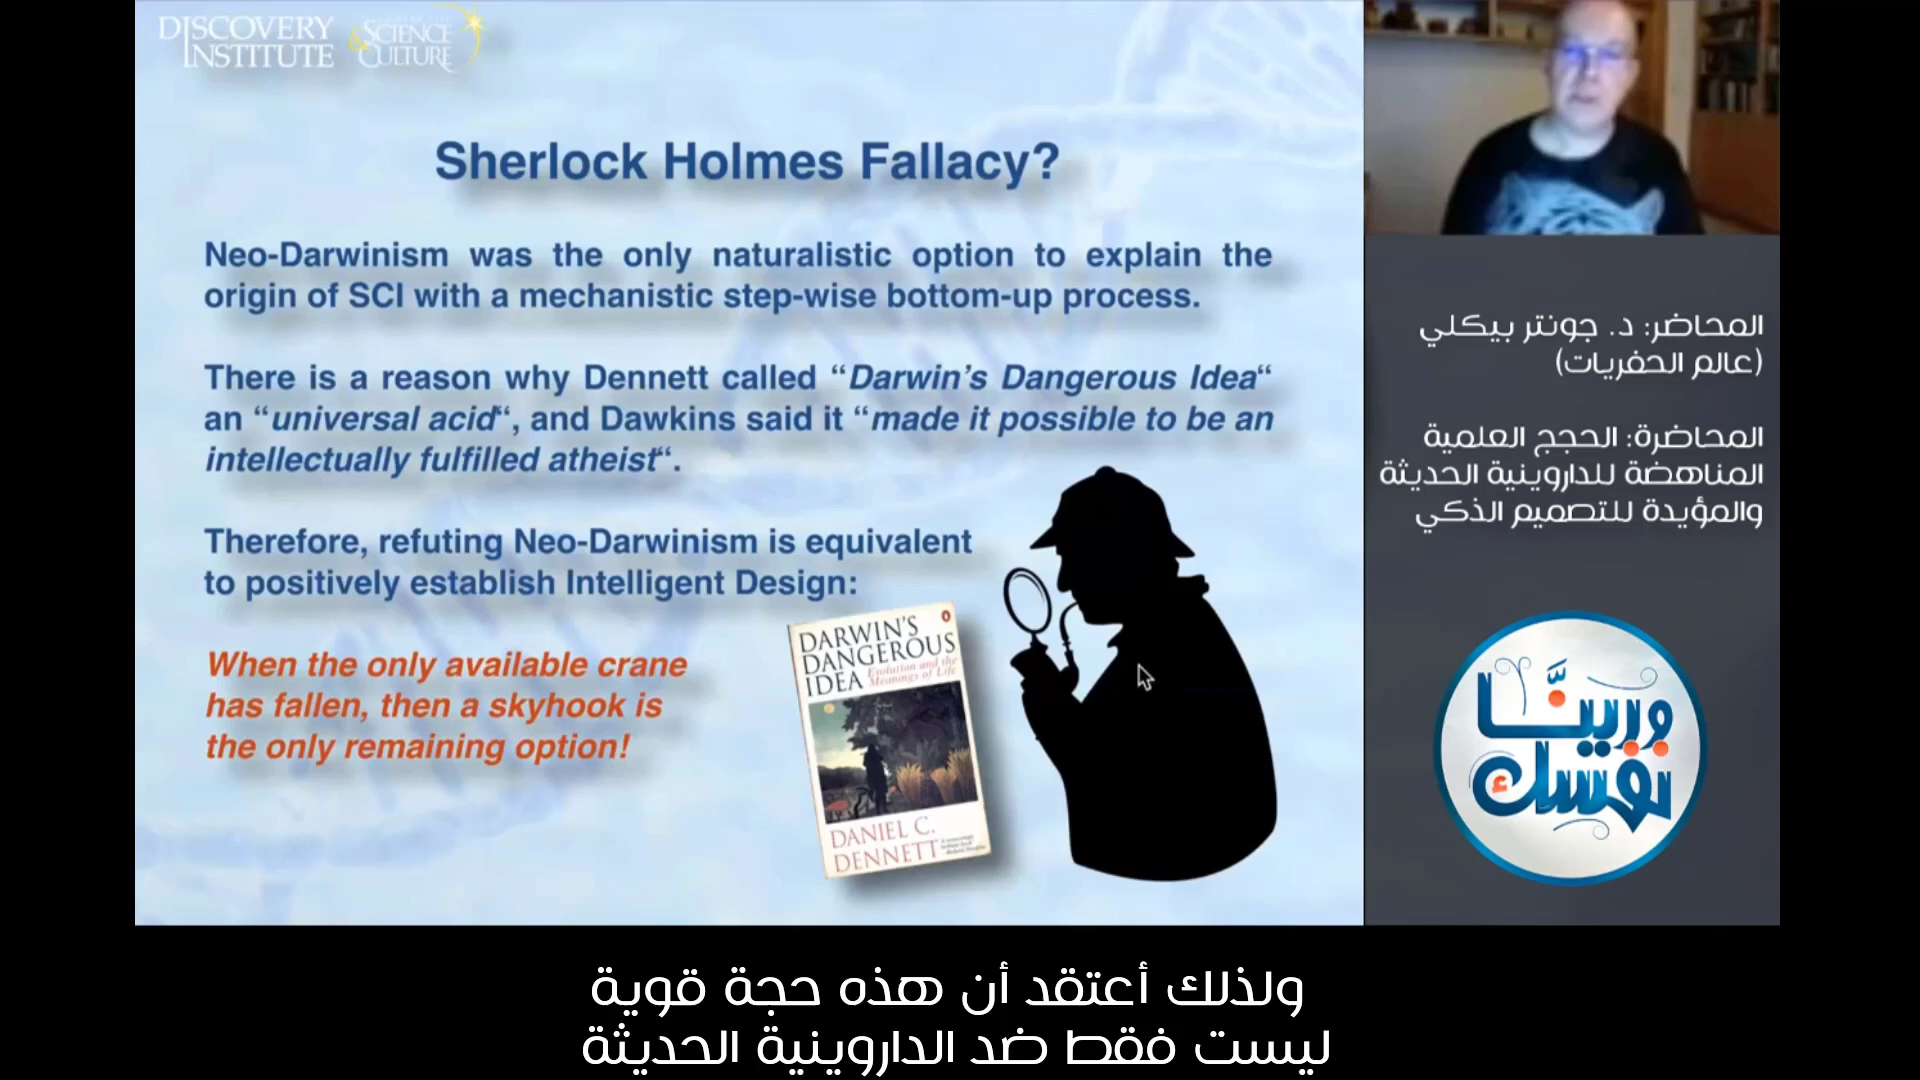 DISCOVERY
INSTITUTE
SCIENCE
& CULTURE
Sherlock Holmes Fallacy?
Neo-Darwinism was the only naturalistic option to explain the
origin of SCI with a mechanistic step-wise bottom-up process.
There is a reason why Dennett called “Darwin’s Dangerous Idea“
an “universal acid“, and Dawkins said it “made it possible to be an
intellectually fulfilled atheist“.
Therefore, refuting Neo-Darwinism is equivalent
to positively establish Intelligent Design:
When the only available crane
has fallen, then a skyhook is
the only remaining option!
DARWIN'S
DANGEROUS
IDEA
Evolution and the
Meanings of Life
DANIEL C.
DENNETT
المحاضر: د. جونتر بيكلي
(عالم الحفريات)
المحاضرة: الحجج العلمية
المناهضة للداروينية الحديثة
والمؤيدة للتصميم الذكي
ورينَّا
نفسك
ولذلك أعتقد أن هذه حجة قوية
ليست فقط ضد الداروينية الحديثة